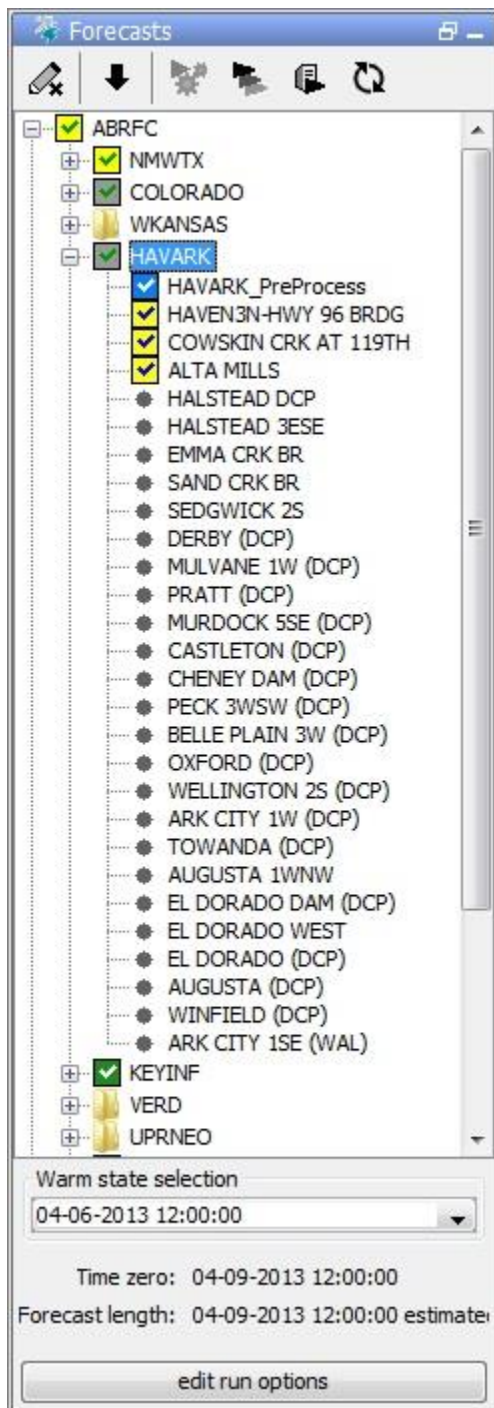 Forecasts
ABRFC
NMWTX
COLORADO
WKANSAS
HAVARK
HAVARK_PreProcess
HAVEN3N-HWY 96 BRDG
COWSKIN CRK AT 119TH
ALTA MILLS
HALSTEAD DCP
HALSTEAD 3ESE
EMMA CRK BR
SAND CRK BR
SEDGWICK 2S
DERBY (DCP)
MULVANE 1W (DCP)
PRATT (DCP)
MURDOCK 5SE (DCP)
CASTLETON (DCP)
CHENEY DAM (DCP)
PECK 3WSW (DCP)
BELLE PLAIN 3W (DCP)
OXFORD (DCP)
WELLINGTON 2S (DCP)
ARK CITY 1W (DCP)
TOWANDA (DCP)
AUGUSTA 1WNW
EL DORADO DAM (DCP)
EL DORADO WEST
EL DORADO (DCP)
AUGUSTA (DCP)
WINFIELD (DCP)
ARK CITY 1SE (WAL)
KEYINF
VERD
UPRNEO
Warm state selection
04-06-2013 12:00:00
Time zero: 04-09-2013 12:00:00
Forecast length: 04-09-2013 12:00:00 estimate
edit run options